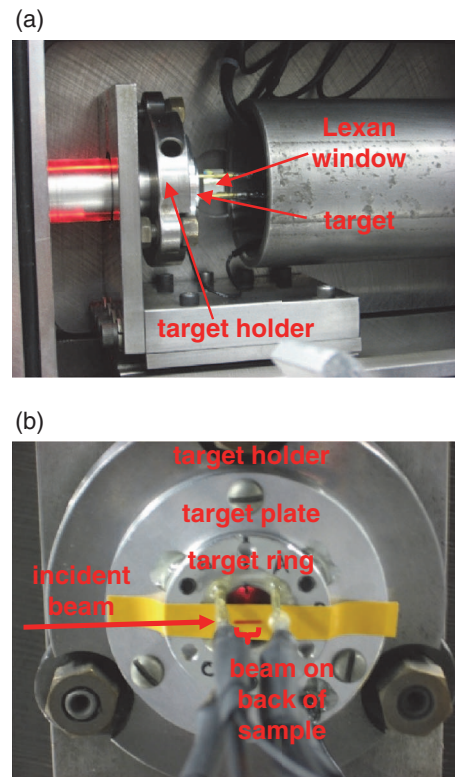 (a)
Lexan
window
target
target holder
(b)
target holder
target plate
target ring
incident
beam
beam on
back of
sample